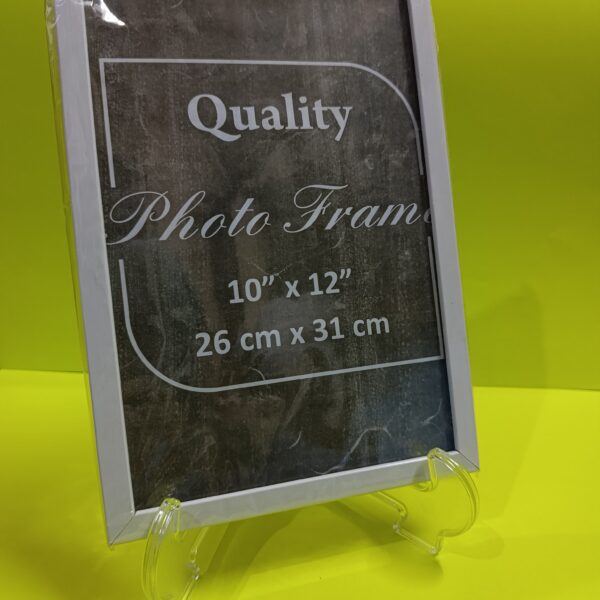 Quality
Photo Frame
10” x 12”
26 cm x 31 cm